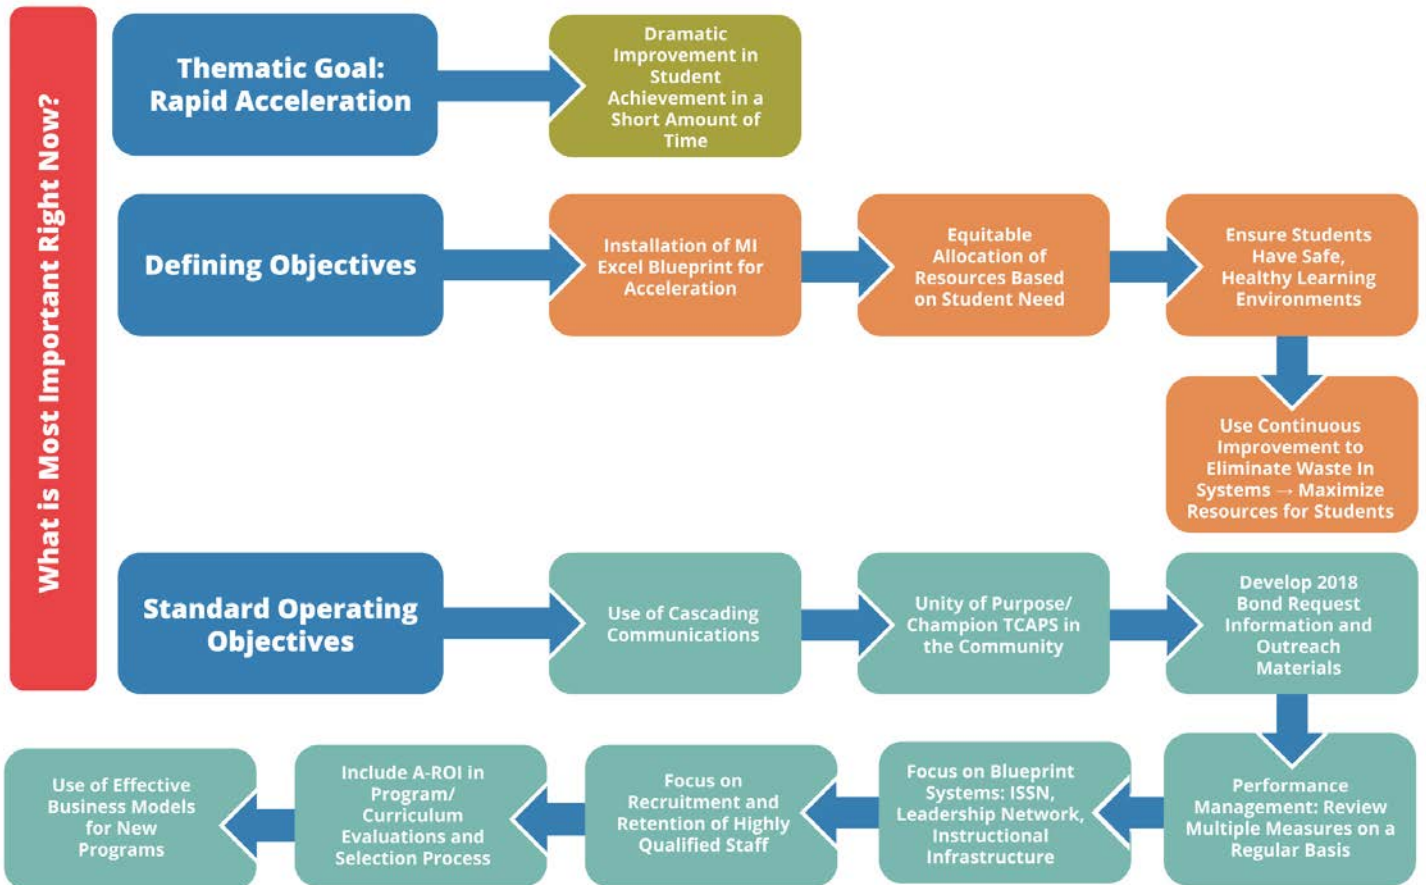 What is Most Important Right Now?
Thematic Goal:
Rapid Acceleration
Dramatic
Improvement in
Student
Achievement in a
Short Amount of
Time
Defining Objectives
Installation of MI
Excel Blueprint for
Acceleration
Equitable
Allocation of
Resources Based
on Student Need
Ensure Students
Have Safe,
Healthy Learning
Environments
Use Continuous
Improvement to
Eliminate Waste In
Systems → Maximize
Resources for Students
Standard Operating
Objectives
Use of Cascading
Communications
Unity of Purpose/
Champion TCAPS in
the Community
Develop 2018
Bond Request
Information and
Outreach
Materials
Performance
Management: Review
Multiple Measures on a
Regular Basis
Focus on Blueprint
Systems: ISSN,
Leadership Network,
Instructional
Infrastructure
Focus on
Recruitment and
Retention of Highly
Qualified Staff
Include A-ROI in
Program/
Curriculum
Evaluations and
Selection Process
Use of Effective
Business Models
for New
Programs